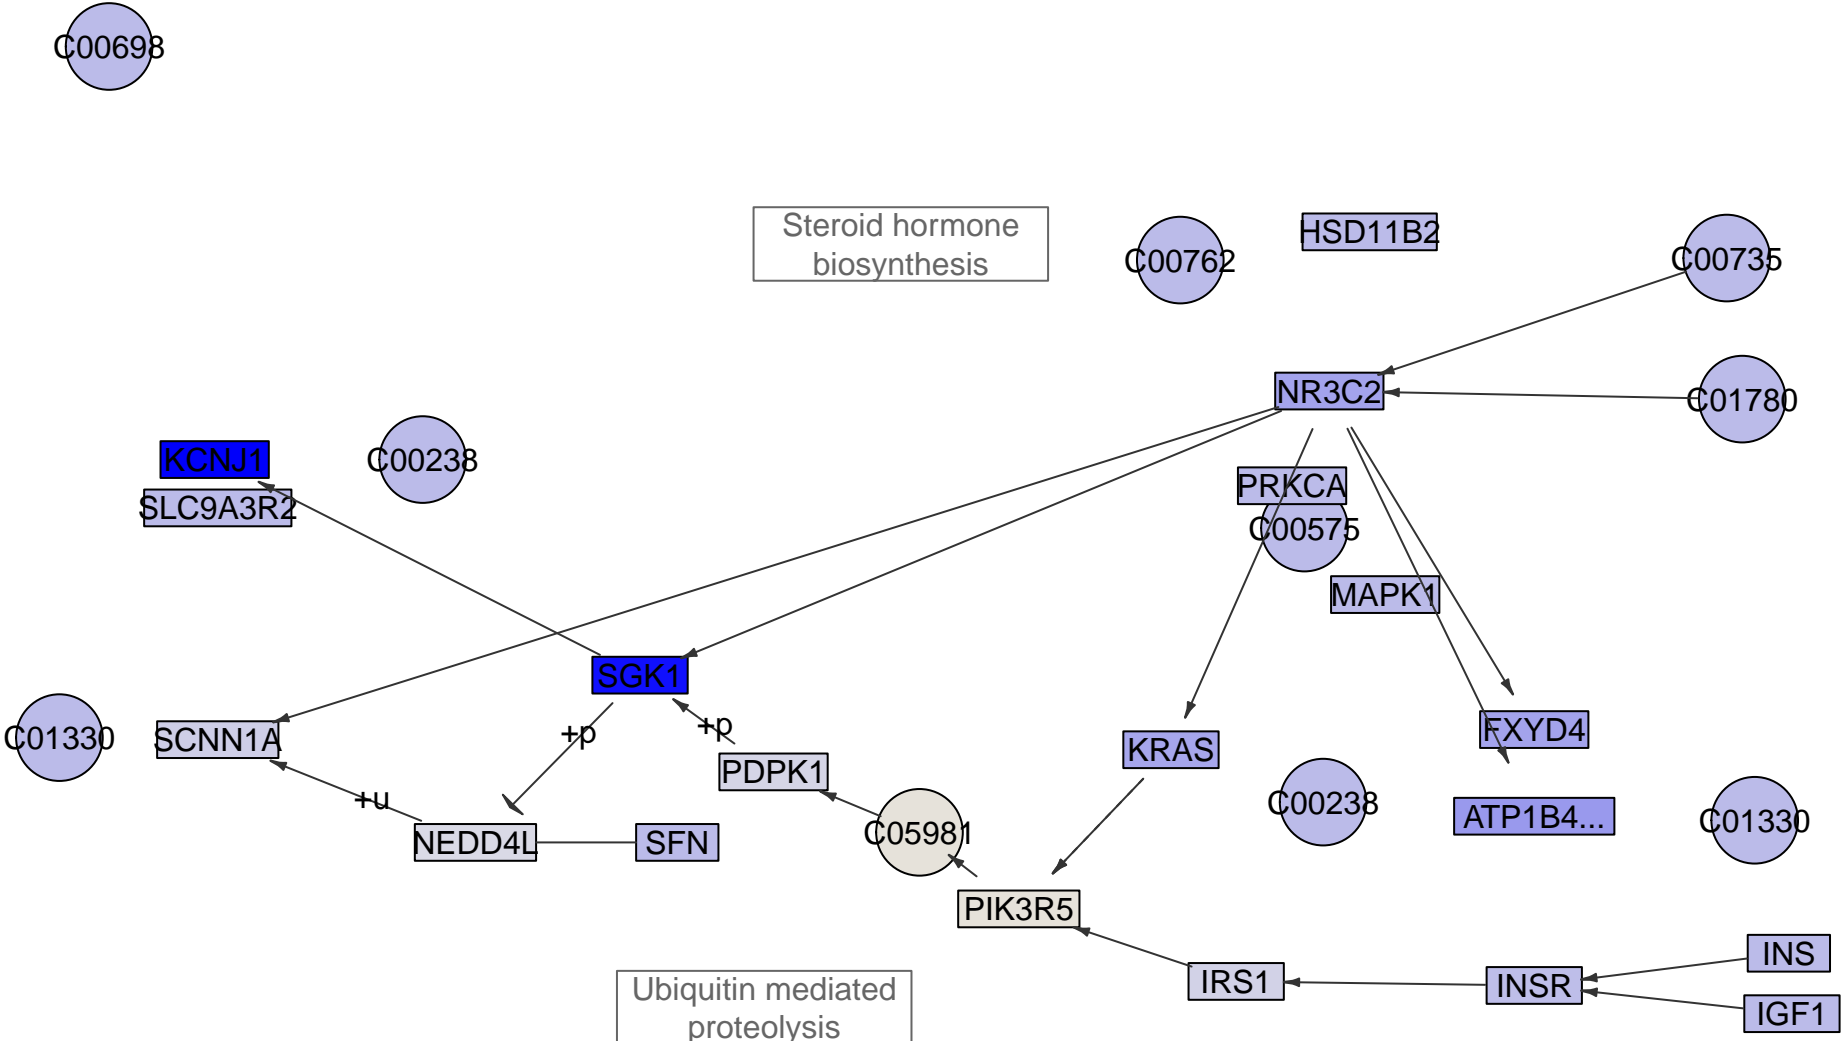 C00698
Steroid hormone
biosynthesis
C00762
HSD11B2
C00735
NR3C2
C01780
KCNJ1
C00238
SLC9A3R2
PRKCA
C00575
MAPK1
SGK1
C01330
SCNN1A
+p
+p
PDPK1
KRAS
FXYD4
+u
C00238
ATP1B4...
C01330
NEDD4L
SFN
C05981
PIK3R5
Ubiquitin mediated
proteolysis
IRS1
INSR
INS
IGF1